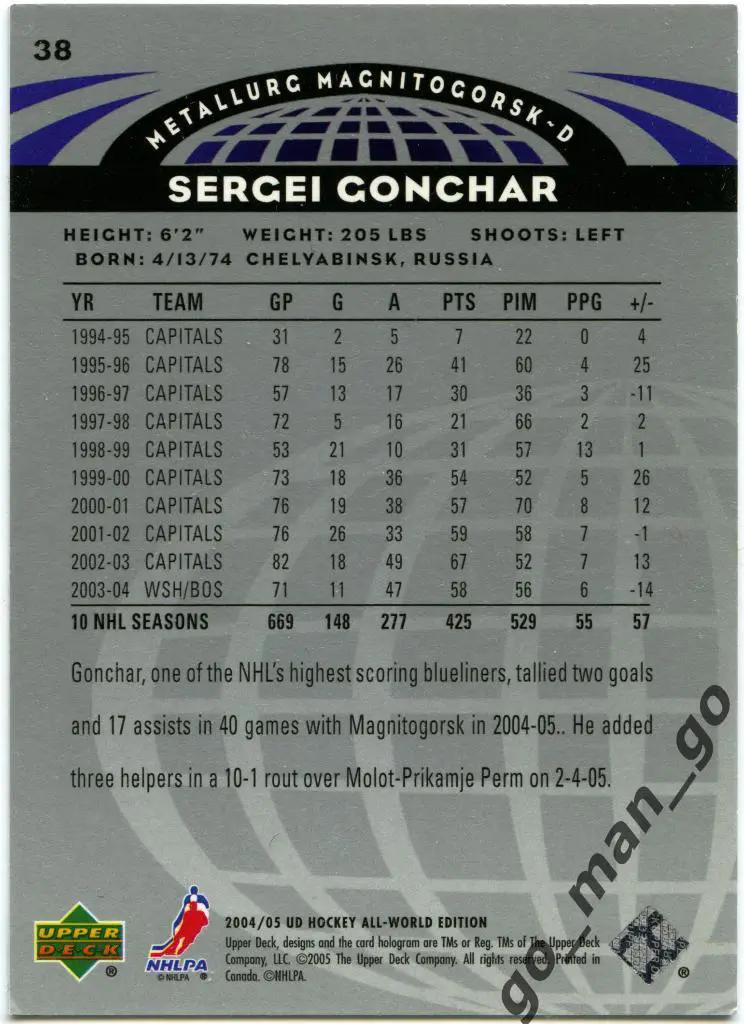 38
METALLURG MAGNITOGORSK-D
SERGEI GONCHAR
HEIGHT: 6'2" WEIGHT: 205 LBS SHOOTS: LEFT
BORN: 4/13/74 CHELYABINSK, RUSSIA
YR TEAM GP G A PTS PIM PPG +/-
1994-95 CAPITALS 31 2 5 7 22 0 4
1995-96 CAPITALS 78 15 26 41 60 4 25
1996-97 CAPITALS 57 13 17 30 36 3 -11
1997-98 CAPITALS 72 5 16 21 66 2 2
1998-99 CAPITALS 53 21 10 31 57 13 1
1999-00 CAPITALS 73 18 36 54 52 5 26
2000-01 CAPITALS 76 19 38 57 70 8 12
2001-02 CAPITALS 76 26 33 59 58 7 -1
2002-03 CAPITALS 82 18 49 67 52 7 13
2003-04 WSH/BOS 71 11 47 58 56 6 -14
10 NHL SEASONS 669 148 277 425 529 55 57
Gonchar, one of the NHL's highest scoring blueliners, tallied two goals
and 17 assists in 40 games with Magnitogorsk in 2004-05.. He added
three helpers in a 10-1 rout over Molot-Prikamje Perm on 2-4-05.
go_man_go
UPPER
DECK
®
NHLPA
© NHLPA ®
2004/05 UD HOCKEY ALL-WORLD EDITION
Upper Deck, designs and the card hologram are TMs or Reg. TMs of The Upper Deck
Company, LLC. ©2005 The Upper Deck Company. All rights reserved. Printed in
Canada. ©NHLPA.
®